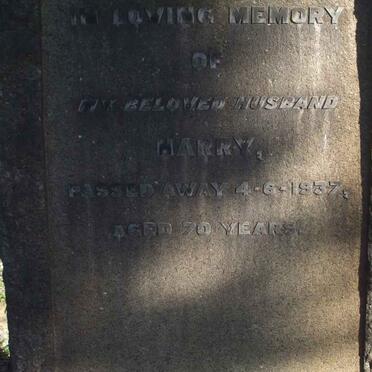 IN LOVING MEMORY
OF
MY BELOVED HUSBAND
HARRY,
PASSED AWAY 4-6-1937,
AGED 70 YEARS.